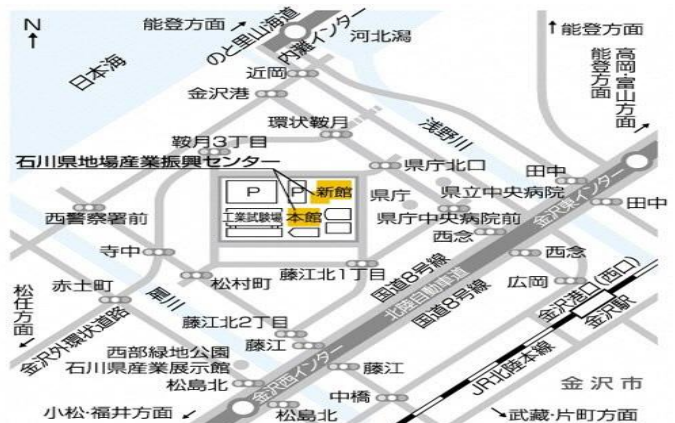 N
能登方面
のと里山海道
内灘インター
河北潟
能登方面
高岡・富山方面
能登方面
日本海
近岡
金沢港
環状鞍月
浅野川
鞍月3丁目
石川県地場産業振興センター
県庁北口
田中
P
P
新館
県庁
県立中央病院
金沢東インター
田中
西警察署前
工業試験場
本館
県庁中央病院前
西念
寺中
西念
藤江北1丁目
国道8号線
北陸自動車道
国道8号線
広岡
金沢港口(西口)
金沢駅
松村町
赤土町
松任方面
犀川
金沢外環状道路
藤江北2丁目
藤江
西部緑地公園
石川県産業展示館
金沢西インター
藤江
JR北陸本線
松島北
中橋
金沢市
小松・福井方面
松島北
武蔵・片町方面